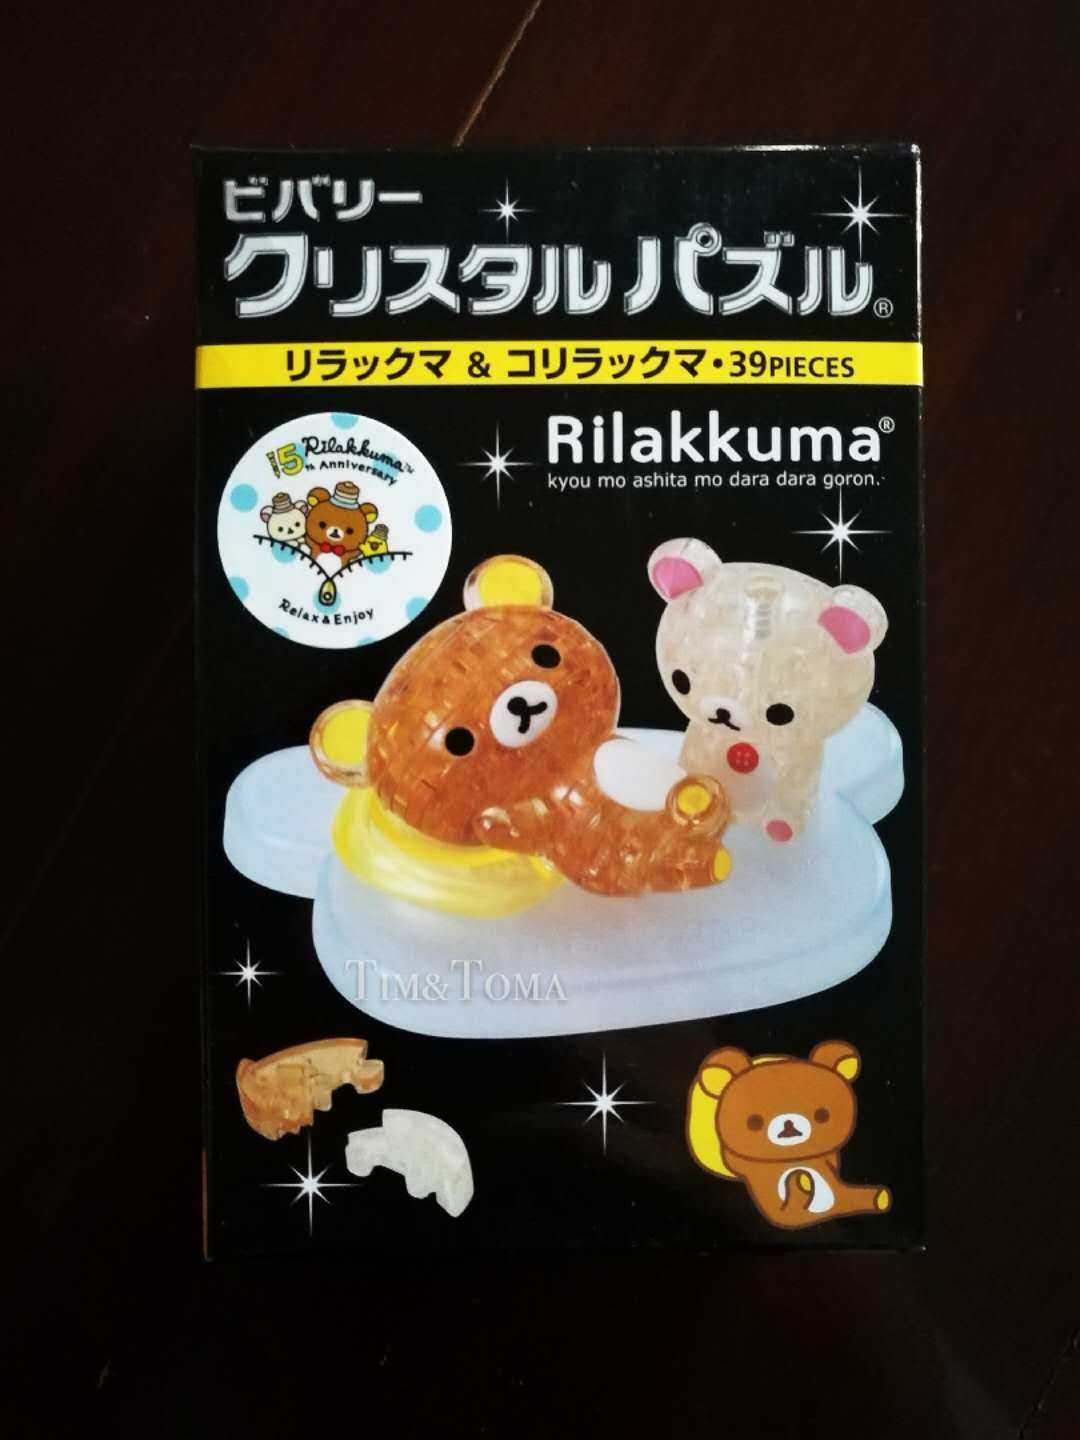 ビバリー
クリスタルパズル®
リラックマ & コリラックマ・39PIECES
Rilakkuma®
kyou mo ashita mo dara dara goron.
15th Anniversary
Rilakkuma™
Relax & Enjoy
TIM&TOMA